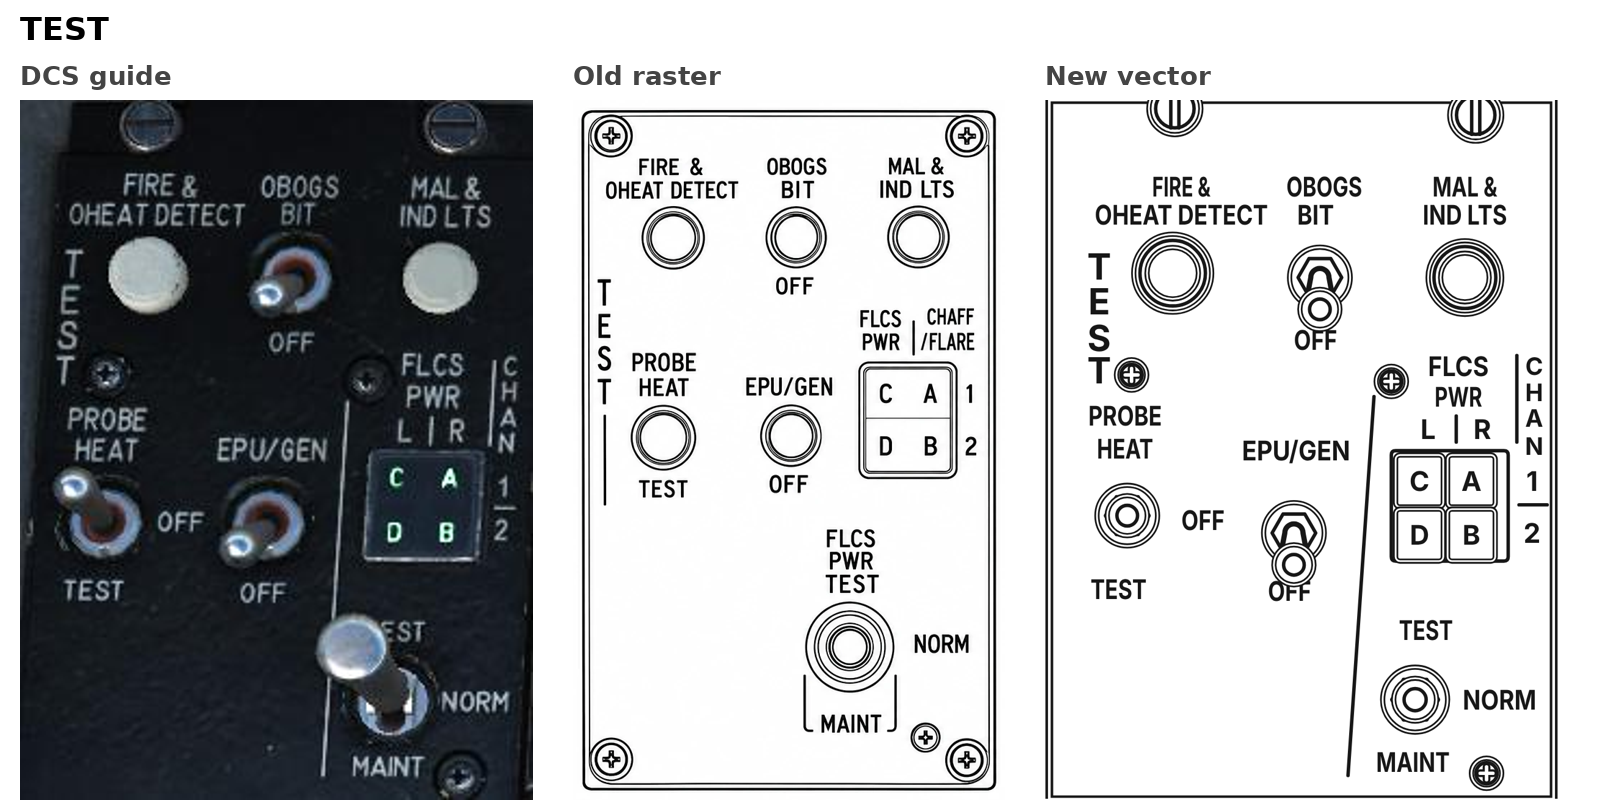 TEST
DCS guide
FIRE &
OHEAT DETECT
OBOGS
BIT
MAL &
IND LTS
T
E
S
T
OFF
PROBE
HEAT
OFF
TEST
EPU/GEN
OFF
FLCS
PWR
L | R
C
H
A
N
C A
D B
1
2
EST
NORM
MAINT
Old raster
FIRE &
OHEAT DETECT
OBOGS
BIT
MAL &
IND LTS
OFF
T
E
S
T
PROBE
HEAT
TEST
EPU/GEN
OFF
FLCS
PWR
CHAFF
/FLARE
C A 1
D B 2
FLCS
PWR
TEST
NORM
MAINT
New vector
FIRE &
OHEAT DETECT
OBOGS
BIT
MAL &
IND LTS
T
E
S
T
OFF
PROBE
HEAT
OFF
TEST
EPU/GEN
OFF
FLCS
PWR
L | R
C
H
A
N
C A 1
D B 2
TEST
NORM
MAINT